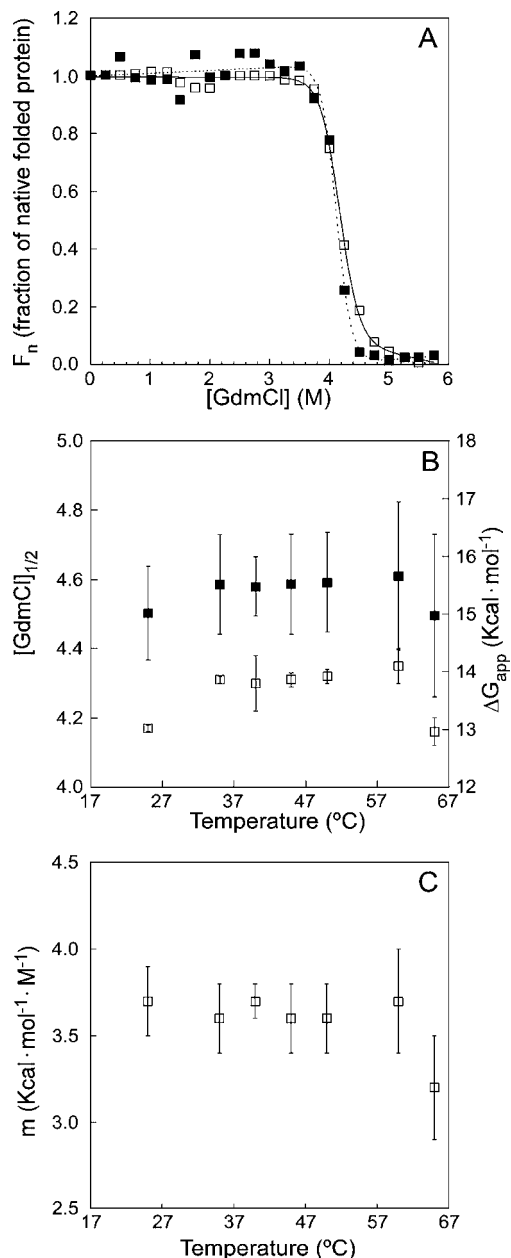 A
1.2
1.0
0.8
0.6
0.4
0.2
0.0
Fn (fraction of native folded protein)
0 1 2 3 4 5 6
[GdmCl] (M)
B
5.0
4.8
4.6
4.4
4.2
4.0
[GdmCl]1/2
18
17
16
15
14
13
12
ΔGapp (Kcal·mol-1)
17 27 37 47 57 67
Temperature (ºC)
C
4.5
4.0
3.5
3.0
2.5
m (Kcal·mol-1·M-1)
17 27 37 47 57 67
Temperature (ºC)